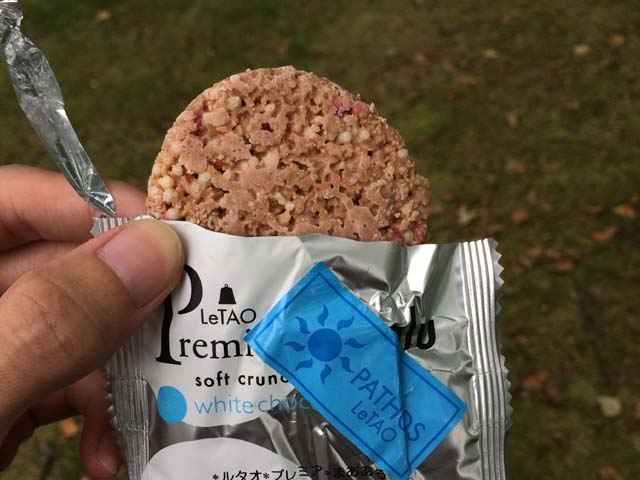 LeTAO
Premi
soft crunc
white choc
PATHOS
LeTAO
*ルタオ*プレミア*まあある